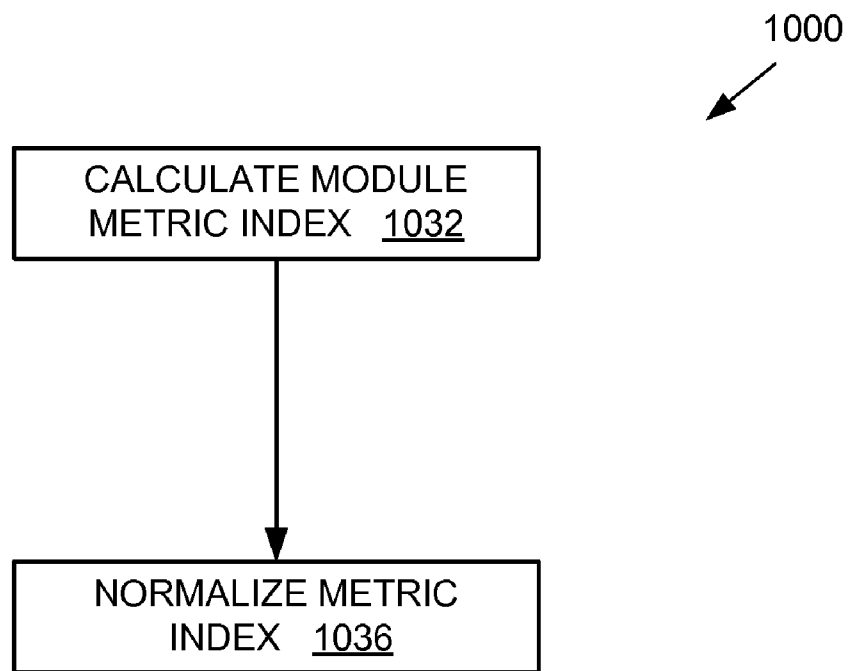 1000
CALCULATE MODULE
METRIC INDEX 1032
NORMALIZE METRIC
INDEX 1036